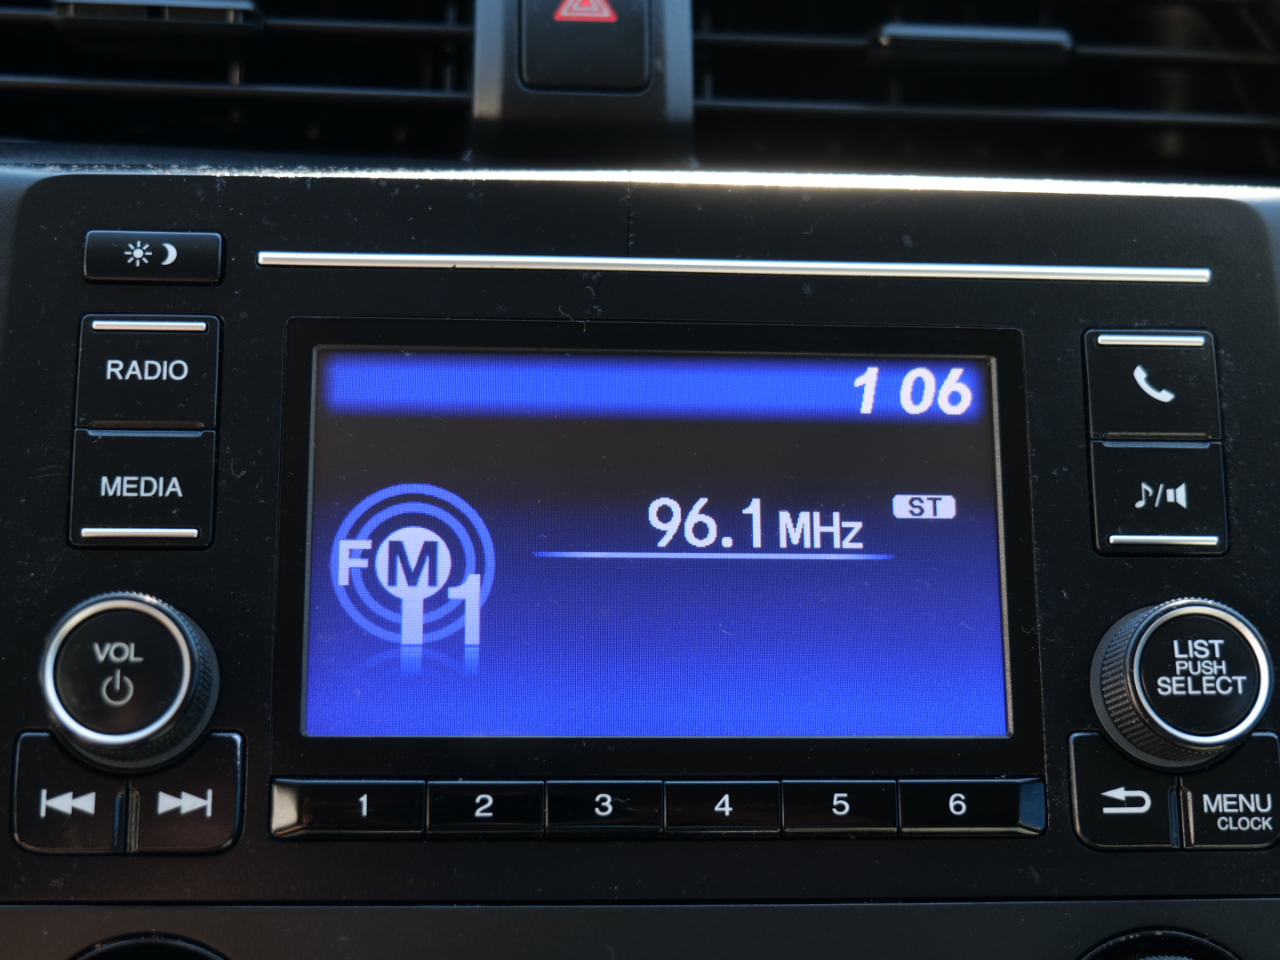 1 06
RADIO
MEDIA
96.1 MHz
ST
FM
1
VOL
LIST
PUSH
SELECT
1 2 3 4 5 6
MENU
CLOCK